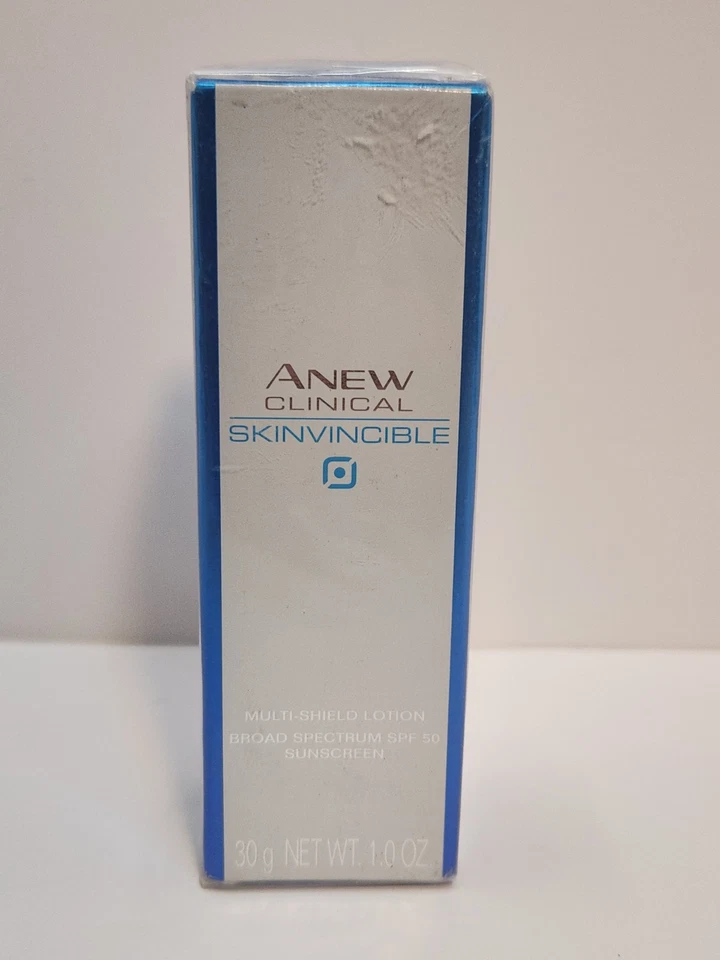 ANEW
CLINICAL
SKINVINCIBLE
MULTI-SHIELD LOTION
BROAD SPECTRUM SPF 50
SUNSCREEN
30 g NET WT. 1.0 OZ